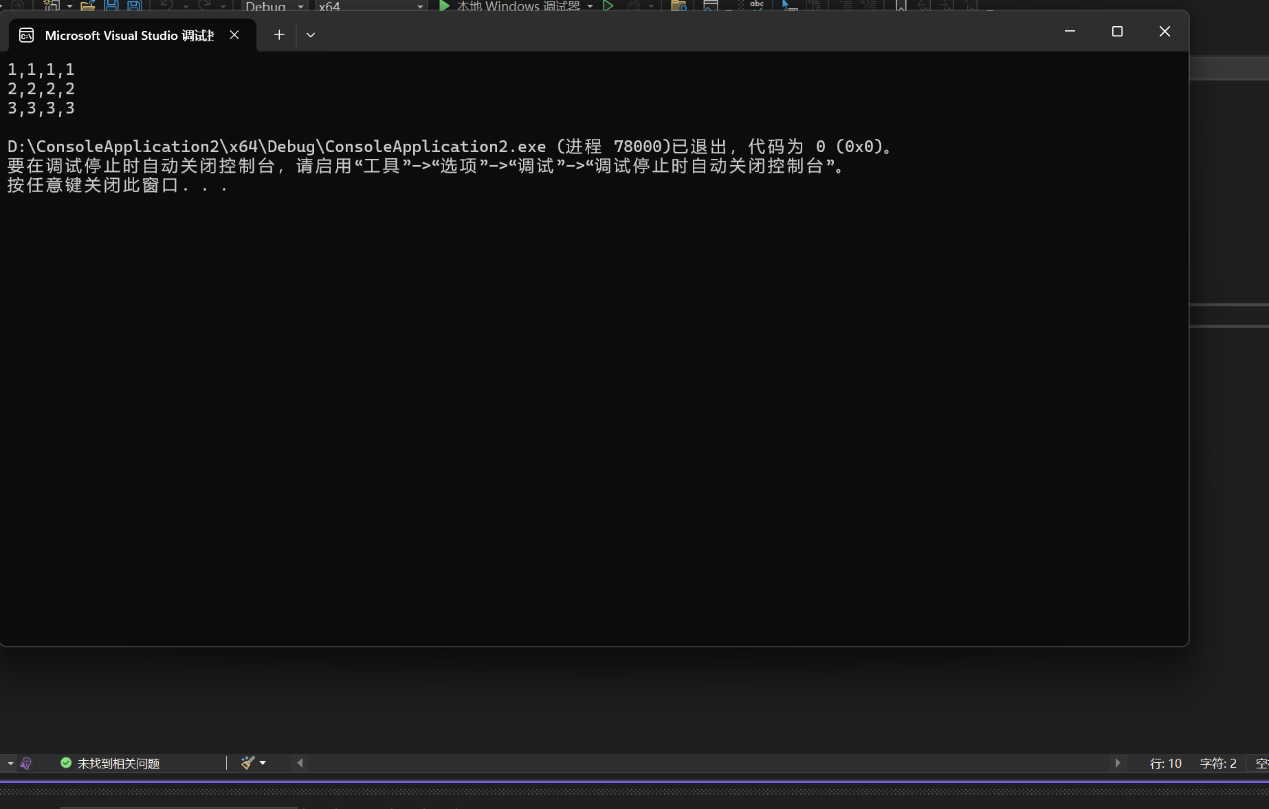 Debug
x64
本地 Windows 调试器
Microsoft Visual Studio 调试
1,1,1,1
2,2,2,2
3,3,3,3
D:\ConsoleApplication2\x64\Debug\ConsoleApplication2.exe (进程 78000)已退出，代码为 0 (0x0)。
要在调试停止时自动关闭控制台，请启用“工具”->“选项”->“调试”->“调试停止时自动关闭控制台”。
按任意键关闭此窗口. . .
未找到相关问题
行: 10
字符: 2